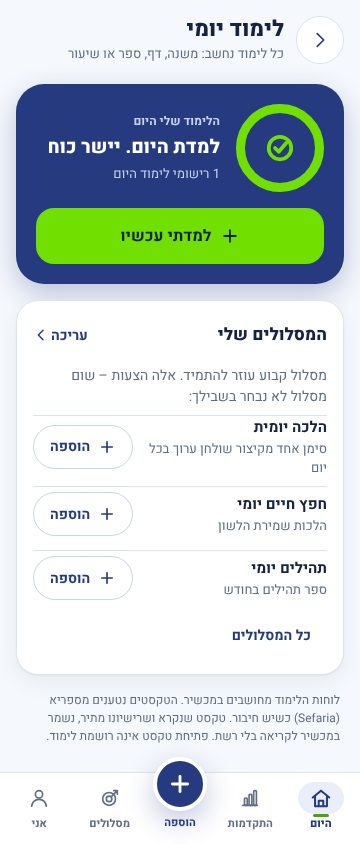 לימוד יומי
כל לימוד נחשב: משנה, דף, ספר או שיעור
הלימוד שלי היום
למדת היום. יישר כוח
1 רישומי לימוד היום
למדתי עכשיו
המסלולים שלי
עריכה
מסלול קבוע עוזר להתמיד. אלה הצעות – שום
מסלול לא נבחר בשבילך:
הלכה יומית
סימן אחד מקיצור שולחן ערוך בכל
יום
הוספה
חפץ חיים יומי
הלכות שמירת הלשון
הוספה
תהילים יומי
ספר תהילים בחודש
הוספה
כל המסלולים
לוחות הלימוד מחושבים במכשיר. הטקסטים נטענים מספריא
(Sefaria) כשיש חיבור. טקסט שנקרא ושרישיונו מתיר, נשמר
במכשיר לקריאה בלי רשת. פתיחת טקסט אינה רושמת לימוד.
היום
התקדמות
הוספה
מסלולים
אני